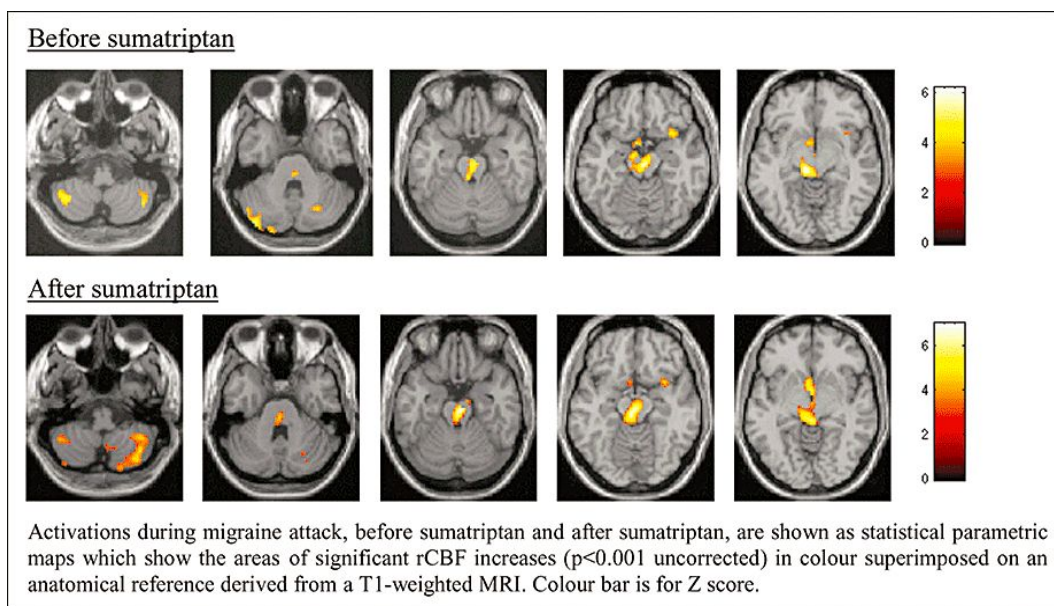 Before sumatriptan
6
4
2
0
After sumatriptan
6
4
2
0
Activations during migraine attack, before sumatriptan and after sumatriptan, are shown as statistical parametric
maps which show the areas of significant rCBF increases (p<0.001 uncorrected) in colour superimposed on an
anatomical reference derived from a T1-weighted MRI. Colour bar is for Z score.